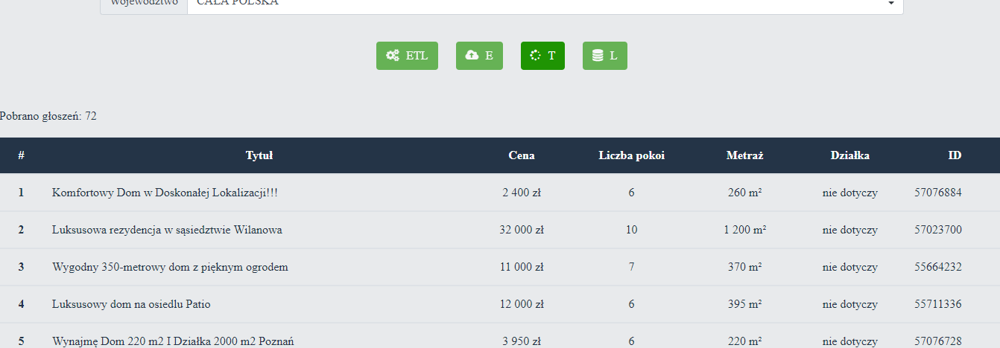 Województwo CAŁA POLSKA
ETL E T L
Pobrano głoszeń: 72
# Tytuł Cena Liczba pokoi Metraż Działka ID
1 Komfortowy Dom w Doskonałej Lokalizacji!!! 2 400 zł 6 260 m² nie dotyczy 57076884
2 Luksusowa rezydencja w sąsiedztwie Wilanowa 32 000 zł 10 1 200 m² nie dotyczy 57023700
3 Wygodny 350-metrowy dom z pięknym ogrodem 11 000 zł 7 370 m² nie dotyczy 55664232
4 Luksusowy dom na osiedlu Patio 12 000 zł 6 395 m² nie dotyczy 55711336
5 Wynajmę Dom 220 m2 I Działka 2000 m2 Poznań 3 950 zł 6 220 m² nie dotyczy 57076728